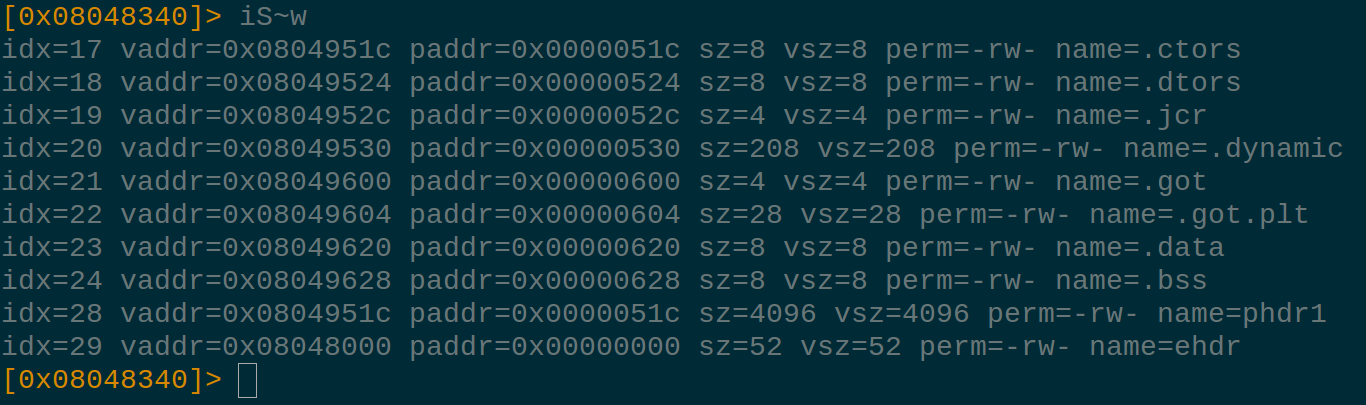 [0x08048340]> iS~w
idx=17 vaddr=0x0804951c paddr=0x0000051c sz=8 vsz=8 perm=-rw- name=.ctors
idx=18 vaddr=0x08049524 paddr=0x00000524 sz=8 vsz=8 perm=-rw- name=.dtors
idx=19 vaddr=0x0804952c paddr=0x0000052c sz=4 vsz=4 perm=-rw- name=.jcr
idx=20 vaddr=0x08049530 paddr=0x00000530 sz=208 vsz=208 perm=-rw- name=.dynamic
idx=21 vaddr=0x08049600 paddr=0x00000600 sz=4 vsz=4 perm=-rw- name=.got
idx=22 vaddr=0x08049604 paddr=0x00000604 sz=28 vsz=28 perm=-rw- name=.got.plt
idx=23 vaddr=0x08049620 paddr=0x00000620 sz=8 vsz=8 perm=-rw- name=.data
idx=24 vaddr=0x08049628 paddr=0x00000628 sz=8 vsz=8 perm=-rw- name=.bss
idx=28 vaddr=0x0804951c paddr=0x0000051c sz=4096 vsz=4096 perm=-rw- name=phdr1
idx=29 vaddr=0x08048000 paddr=0x00000000 sz=52 vsz=52 perm=-rw- name=ehdr
[0x08048340]>